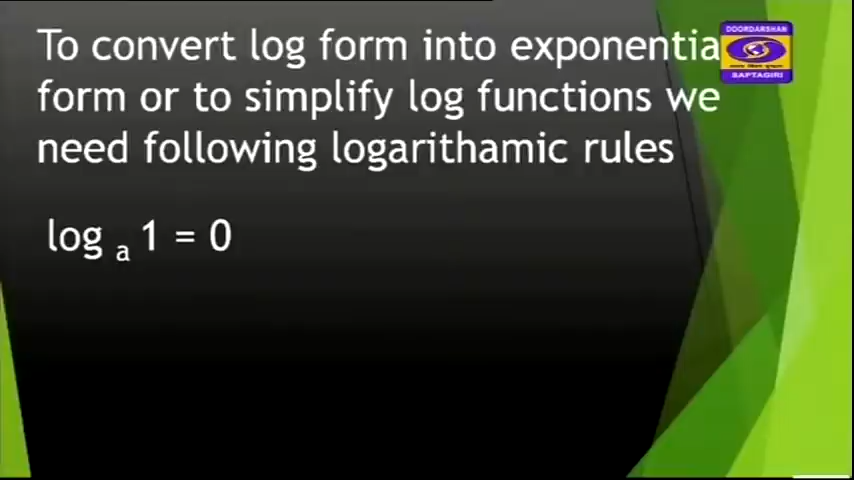 To convert log form into exponentia
form or to simplify log functions we
need following logarithamic rules
log a 1 = 0
DOORDARSHAN
SAPTAGIRI